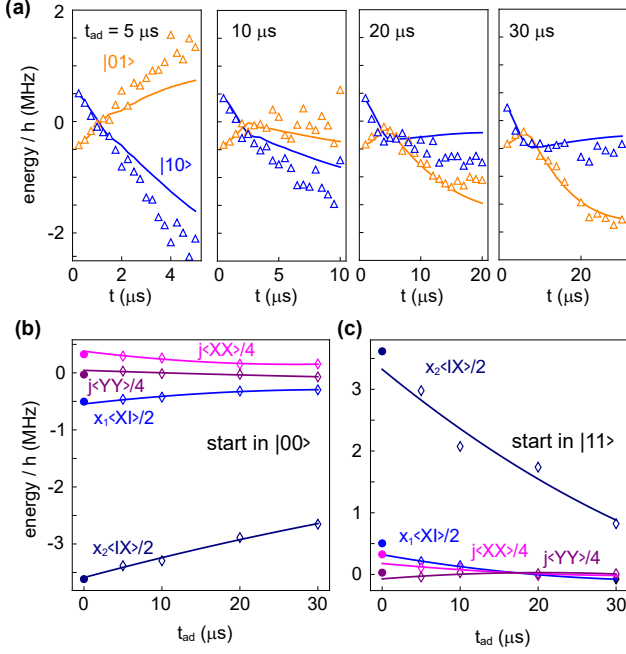 (a)
t_ad = 5 μs
10 μs
20 μs
30 μs
|01>
|10>
energy / h (MHz)
2
1
0
-1
-2
0 2 4
0 5 10
0 10 20
0 10 20 30
t (μs)
t (μs)
t (μs)
t (μs)
(b)
j<XX>/4
j<YY>/4
x₁<XI>/2
start in |00>
x₂<IX>/2
energy / h (MHz)
0
-1
-3
0 10 20 30
t_ad (μs)
(c)
x₂<IX>/2
start in |11>
x₁<XI>/2
j<XX>/4
j<YY>/4
3
2
1
0
0 10 20 30
t_ad (μs)